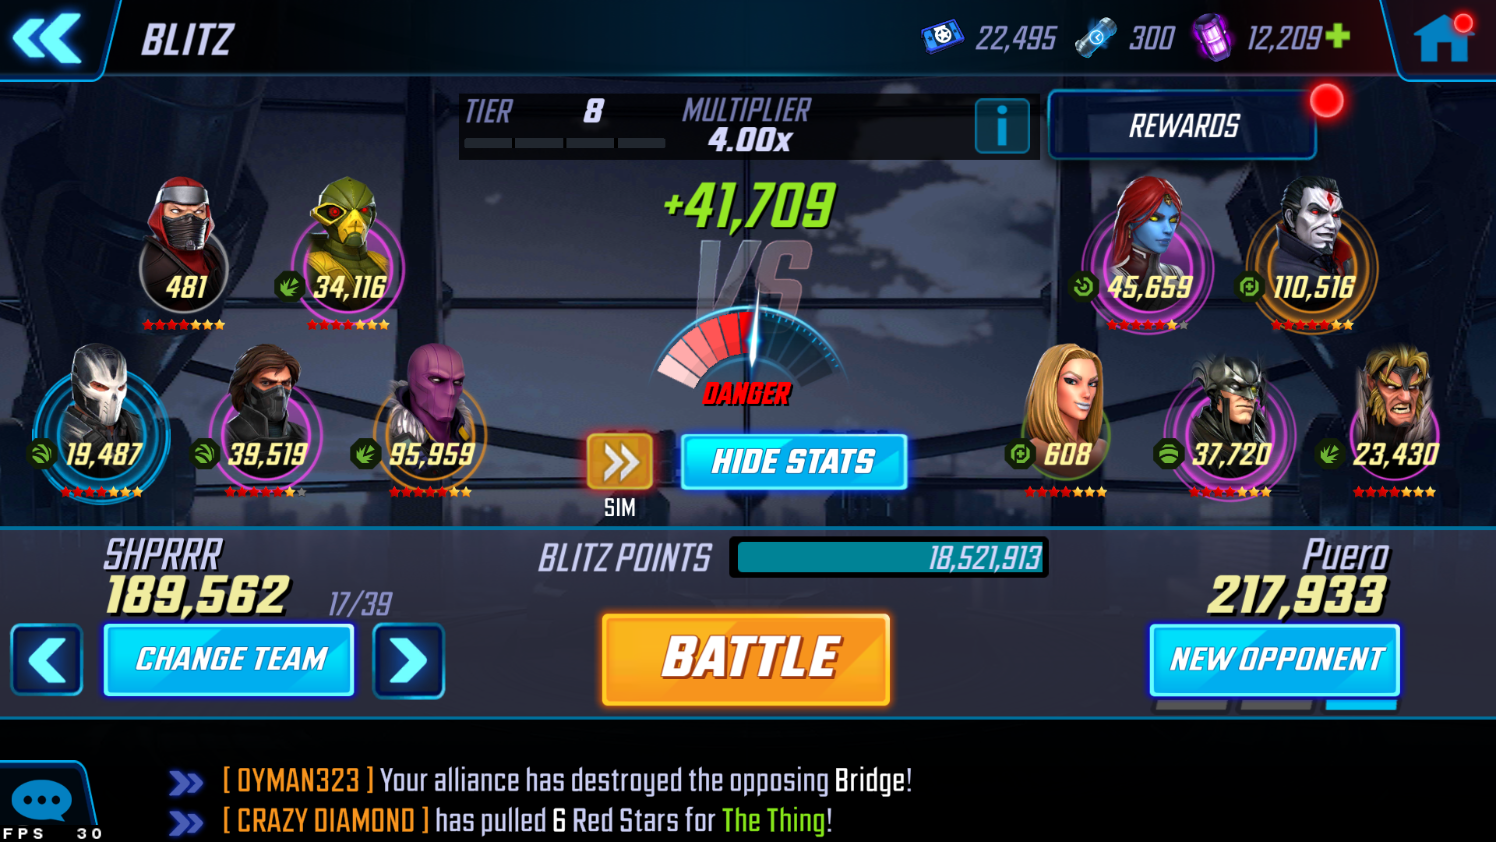 BLITZ
22,495
300
12,209
TIER 8
MULTIPLIER
4.00x
REWARDS
+41,709
VS
481
34,116
45,659
110,516
DANGER
19,487
39,519
95,959
608
37,720
23,430
HIDE STATS
SIM
SHPRRR
189,562
17/39
BLITZ POINTS
18,521,913
Puero
217,933
CHANGE TEAM
BATTLE
NEW OPPONENT
[ OYMAN323 ] Your alliance has destroyed the opposing Bridge!
[ CRAZY DIAMOND ] has pulled 6 Red Stars for The Thing!
FPS 30